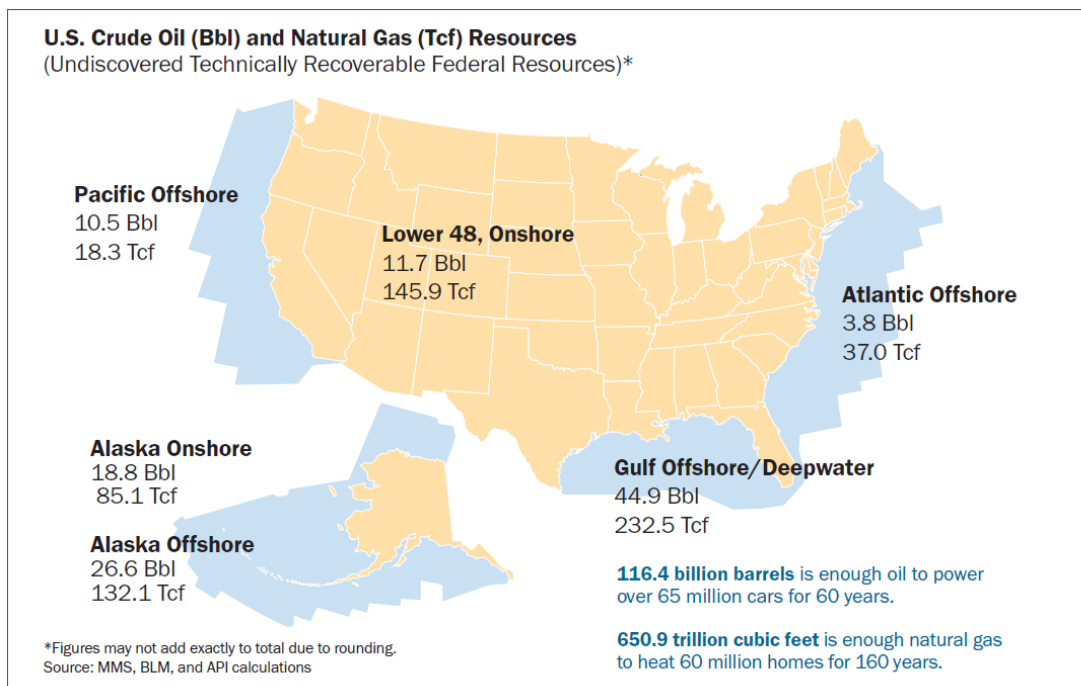 U.S. Crude Oil (Bbl) and Natural Gas (Tcf) Resources
(Undiscovered Technically Recoverable Federal Resources)*
Pacific Offshore
10.5 Bbl
18.3 Tcf
Lower 48, Onshore
11.7 Bbl
145.9 Tcf
Atlantic Offshore
3.8 Bbl
37.0 Tcf
Alaska Onshore
18.8 Bbl
85.1 Tcf
Gulf Offshore/Deepwater
44.9 Bbl
232.5 Tcf
Alaska Offshore
26.6 Bbl
132.1 Tcf
116.4 billion barrels is enough oil to power
over 65 million cars for 60 years.
650.9 trillion cubic feet is enough natural gas
to heat 60 million homes for 160 years.
*Figures may not add exactly to total due to rounding.
Source: MMS, BLM, and API calculations